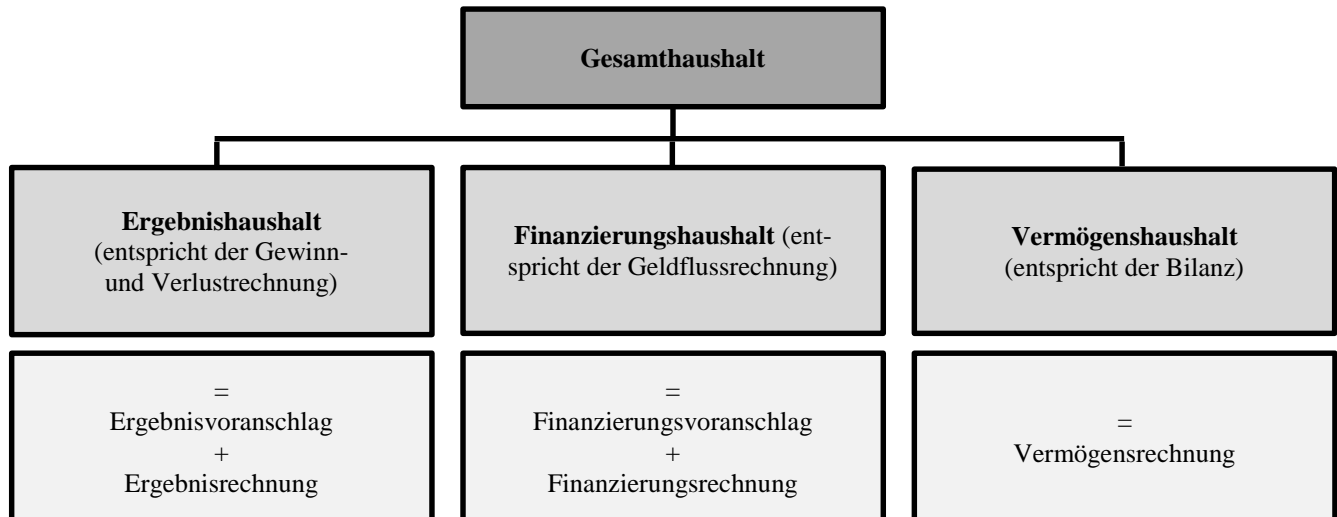 Gesamthaushalt
Ergebnishaushalt
(entspricht der Gewinn-
und Verlustrechnung)
Finanzierungshaushalt (ent-
spricht der Geldflussrechnung)
Vermögenshaushalt
(entspricht der Bilanz)
=
Ergebnisvoranschlag
+
Ergebnisrechnung
=
Finanzierungsvoranschlag
+
Finanzierungsrechnung
=
Vermögensrechnung